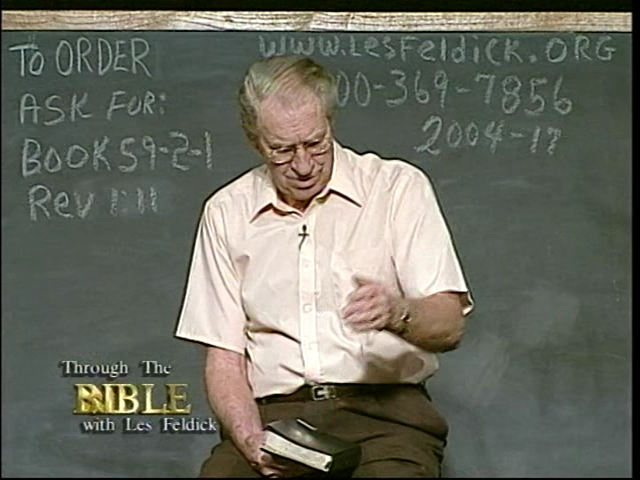 TO ORDER
ASK FOR:
BOOK 59-2-1
Rev 1:11
www.LesFeldick.ORG
00-369-7856
2004-17
Through The
BIBLE
with Les Feldick